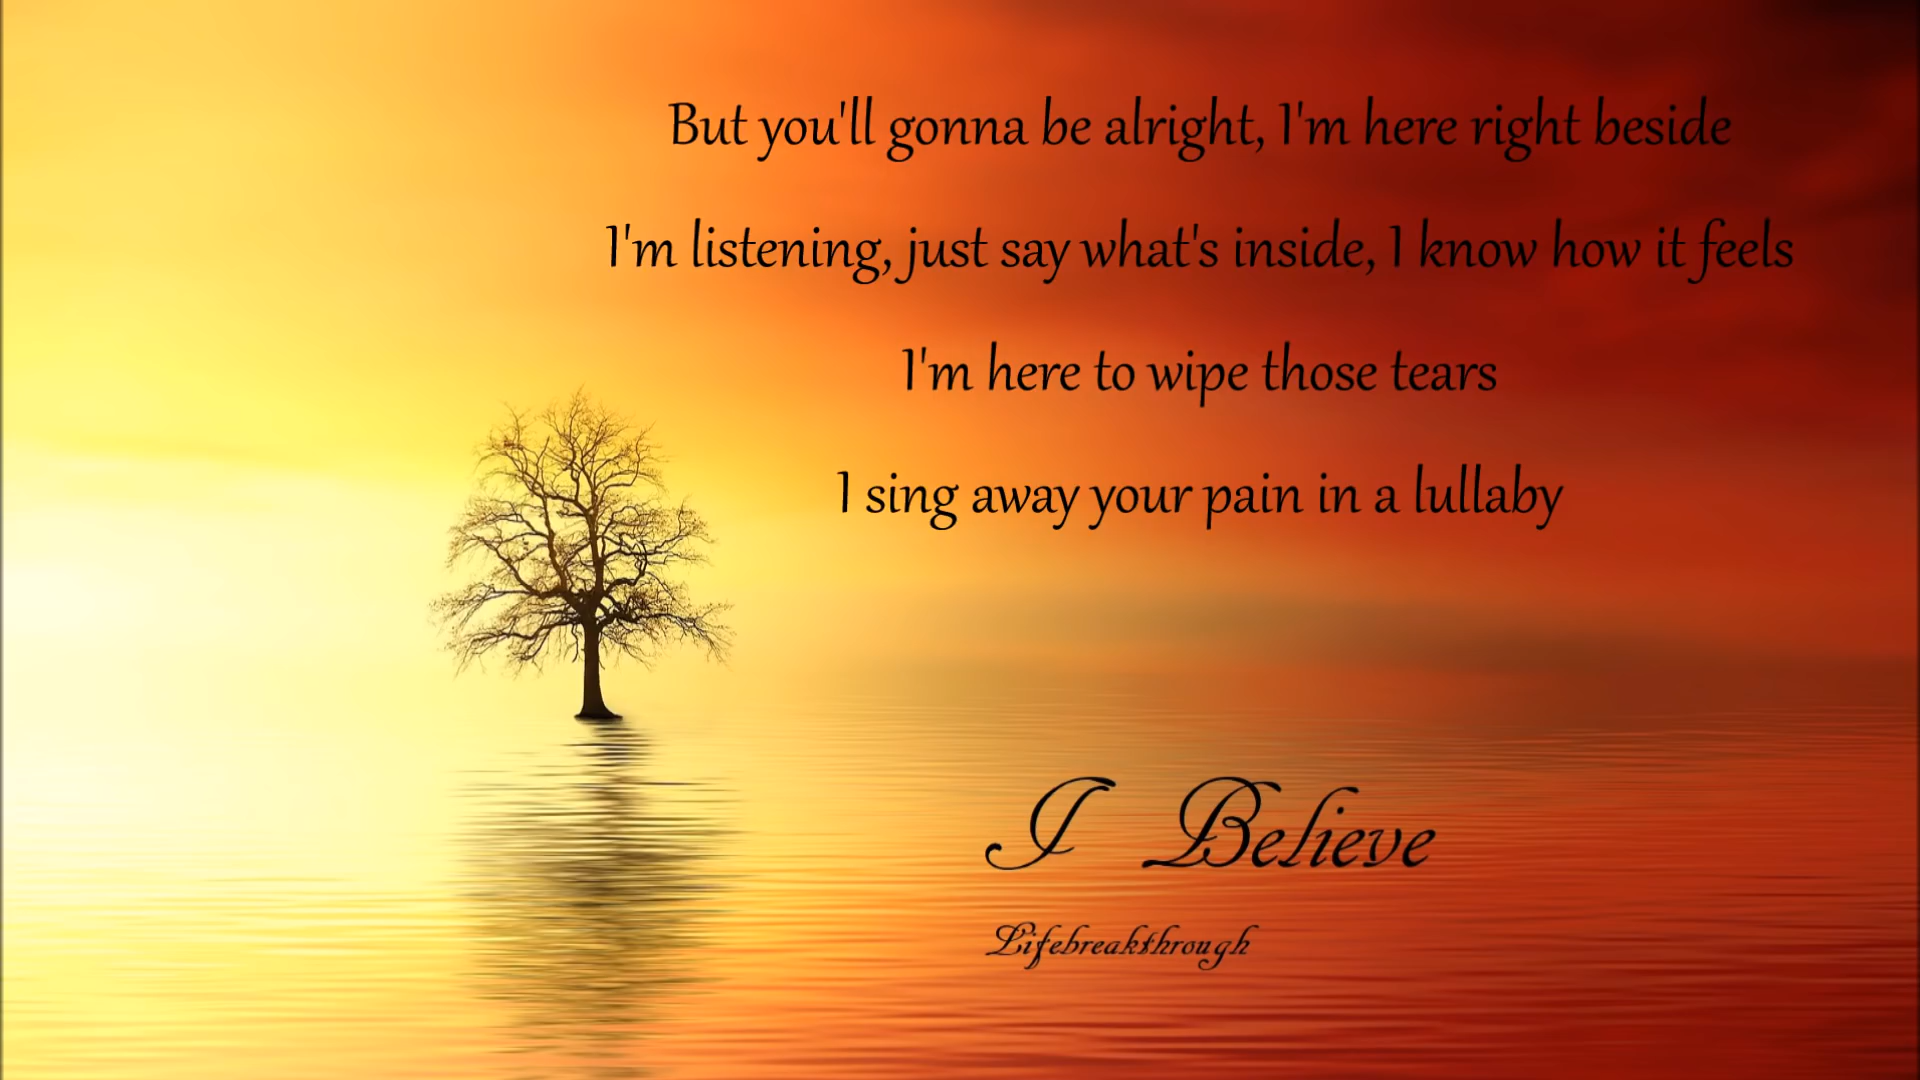 But you'll gonna be alright, I'm here right beside
I'm listening, just say what's inside, I know how it feels
I'm here to wipe those tears
I sing away your pain in a lullaby
I Believe
Lifebreakthrough